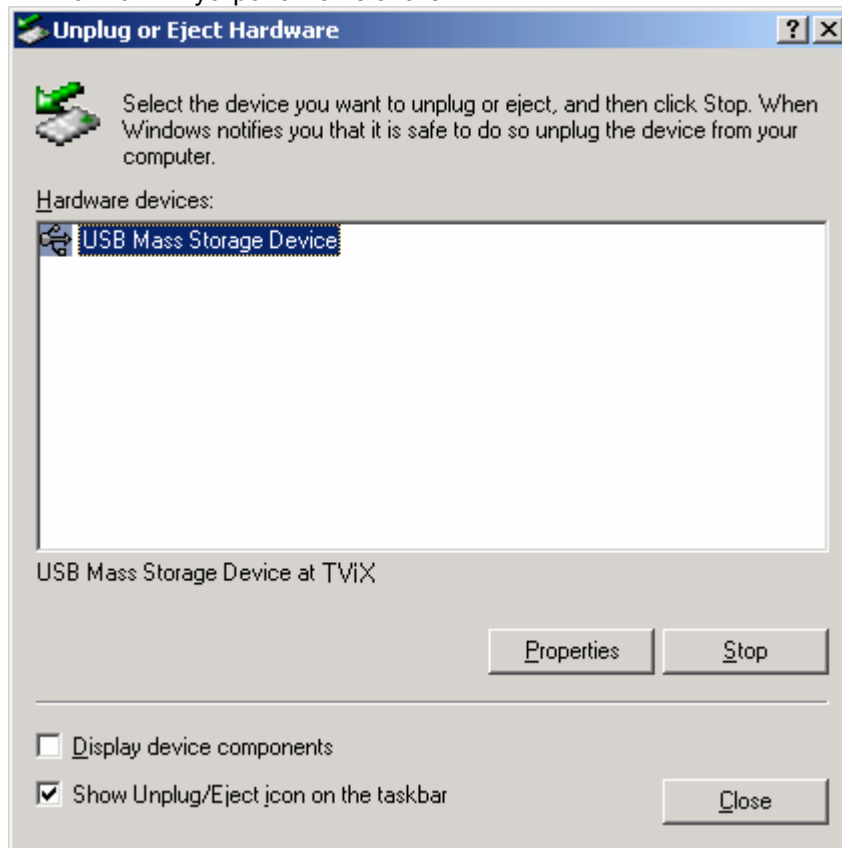 Unplug or Eject Hardware
Select the device you want to unplug or eject, and then click Stop. When
Windows notifies you that it is safe to do so unplug the device from your
computer.
Hardware devices:
USB Mass Storage Device
USB Mass Storage Device at TViX
Properties
Stop
Display device components
Show Unplug/Eject icon on the taskbar
Close